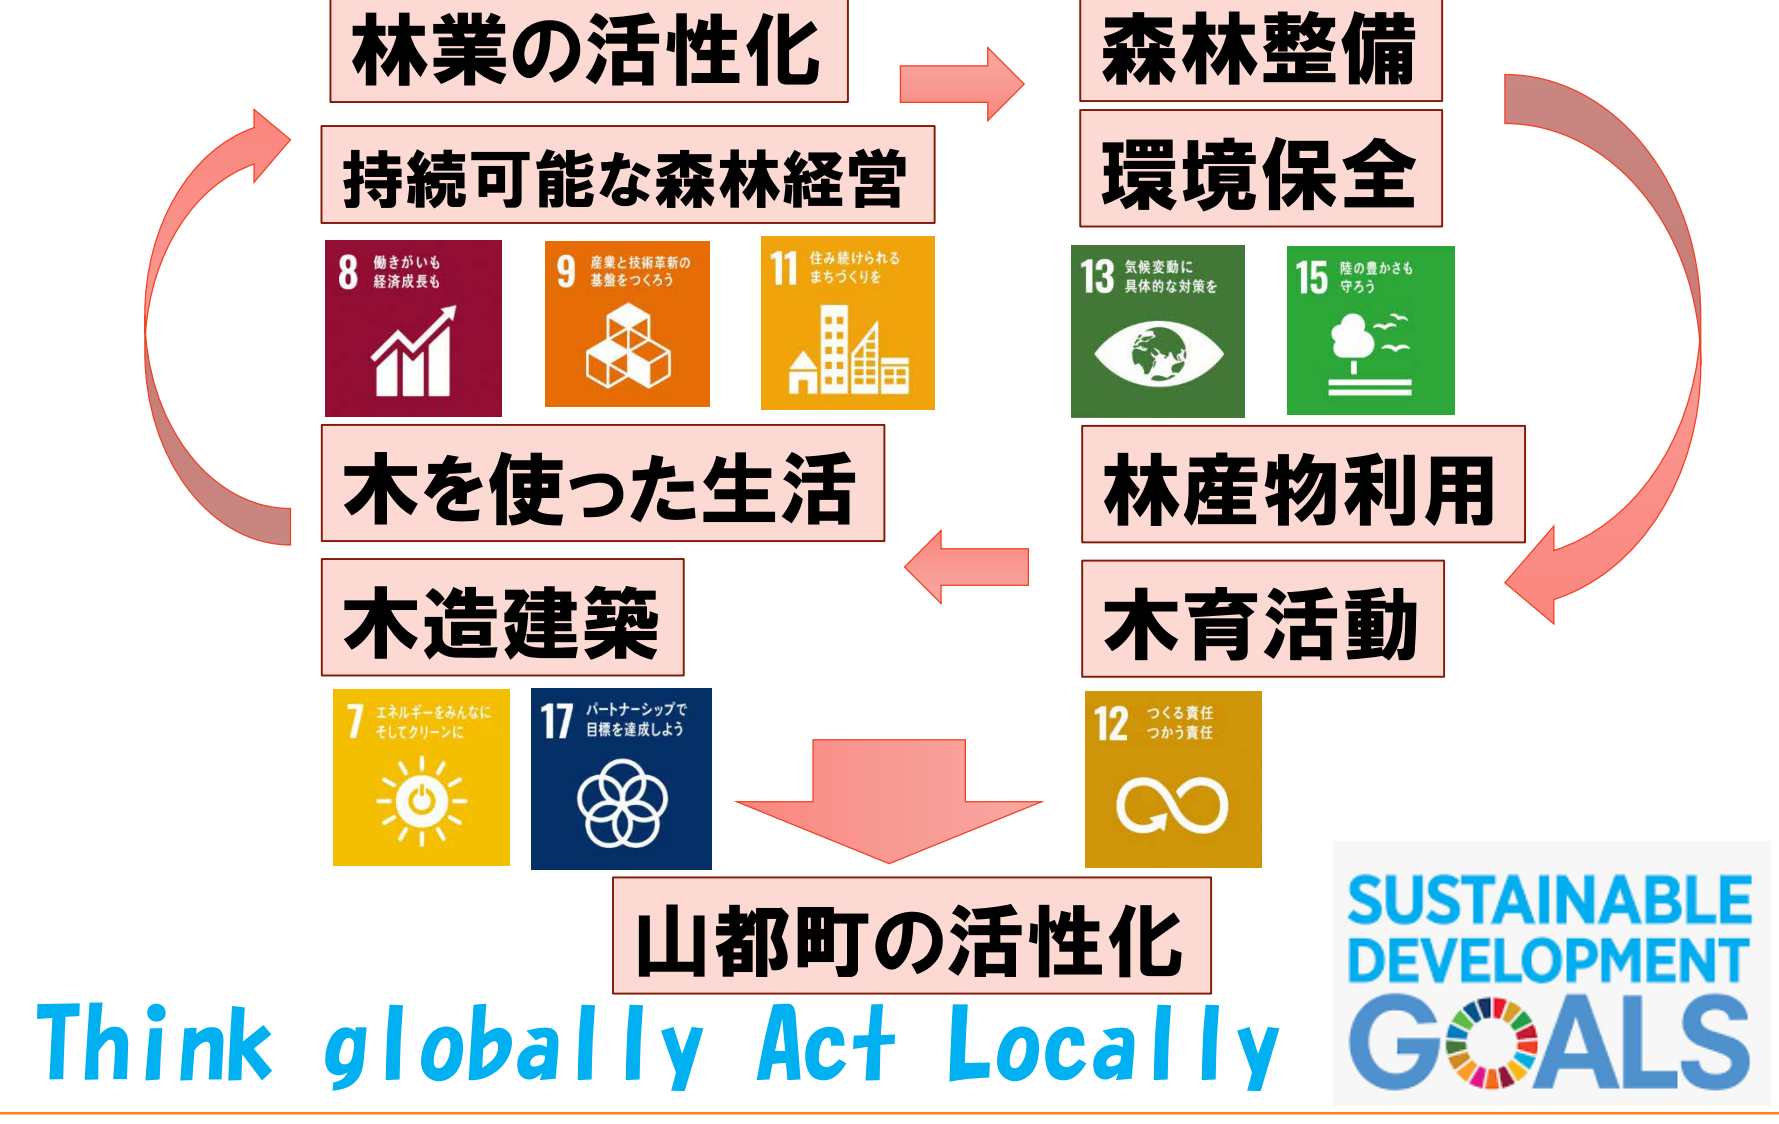 林業の活性化
森林整備
持続可能な森林経営
環境保全
8 働きがいも
経済成長も
9 産業と技術革新の
基盤をつくろう
11 住み続けられる
まちづくりを
13 気候変動に
具体的な対策を
15 陸の豊かさも
守ろう
木を使った生活
林産物利用
木造建築
木育活動
7 エネルギーをみんなに
そしてクリーンに
17 パートナーシップで
目標を達成しよう
12 つくる責任
つかう責任
山都町の活性化
SUSTAINABLE
DEVELOPMENT
GOALS
Think globally Act Locally